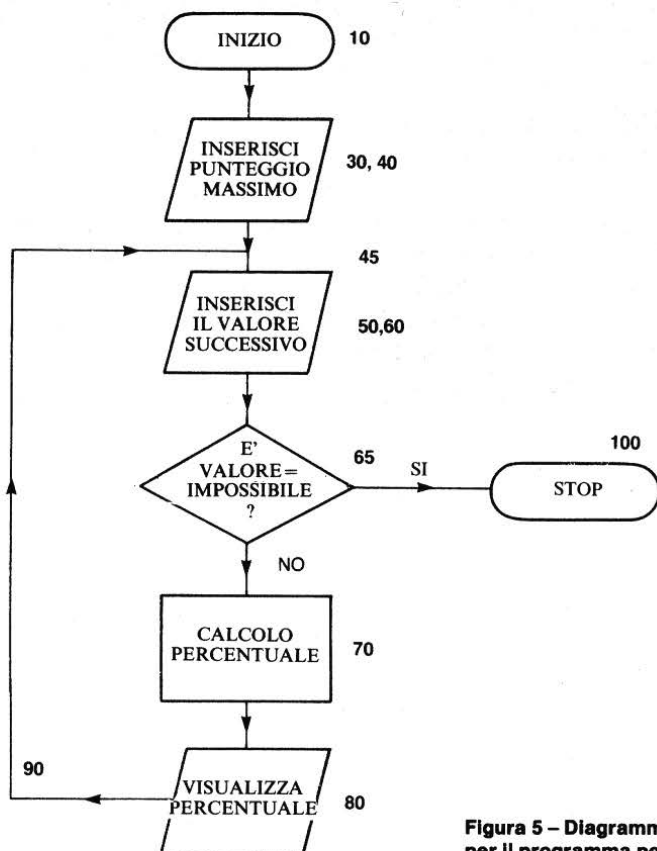 INIZIO 10
INSERISCI
PUNTEGGIO 30, 40
MASSIMO
45
INSERISCI
IL VALORE 50,60
SUCCESSIVO
E'
VALORE = 65
IMPOSSIBILE
?
SI
100
STOP
NO
CALCOLO
PERCENTUALE 70
90
VISUALIZZA
PERCENTUALE 80
Figura 5 – Diagramm
per il programma pe